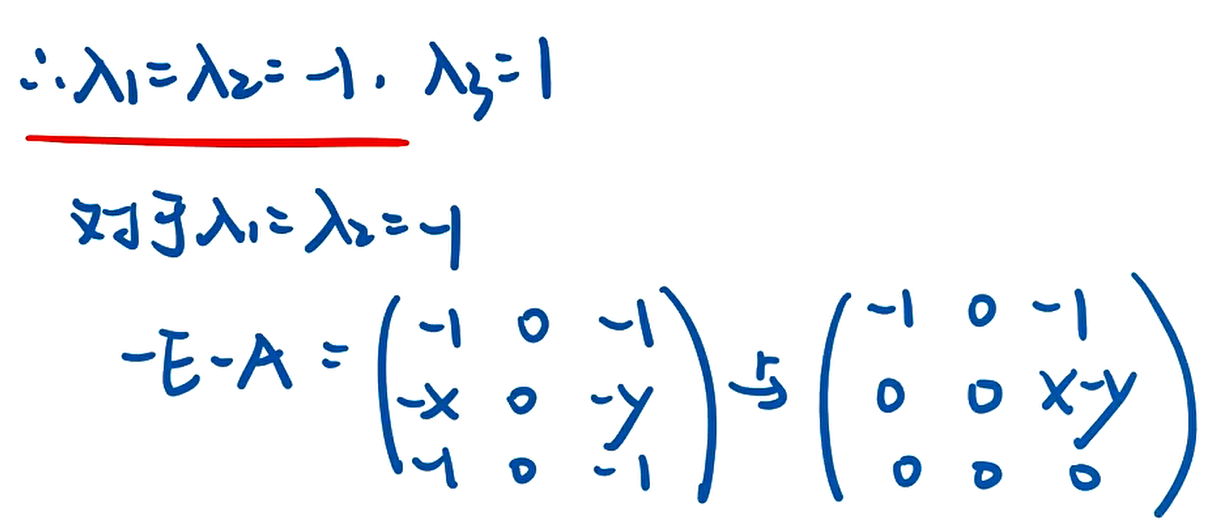 ∴λ₁=λ₂=-1. λ₃=1
对于λ₁=λ₂=-1
-E-A = (-1 0 -1; -x 0 -y; -1 0 -1) →r (-1 0 -1; 0 0 x-y; 0 0 0)